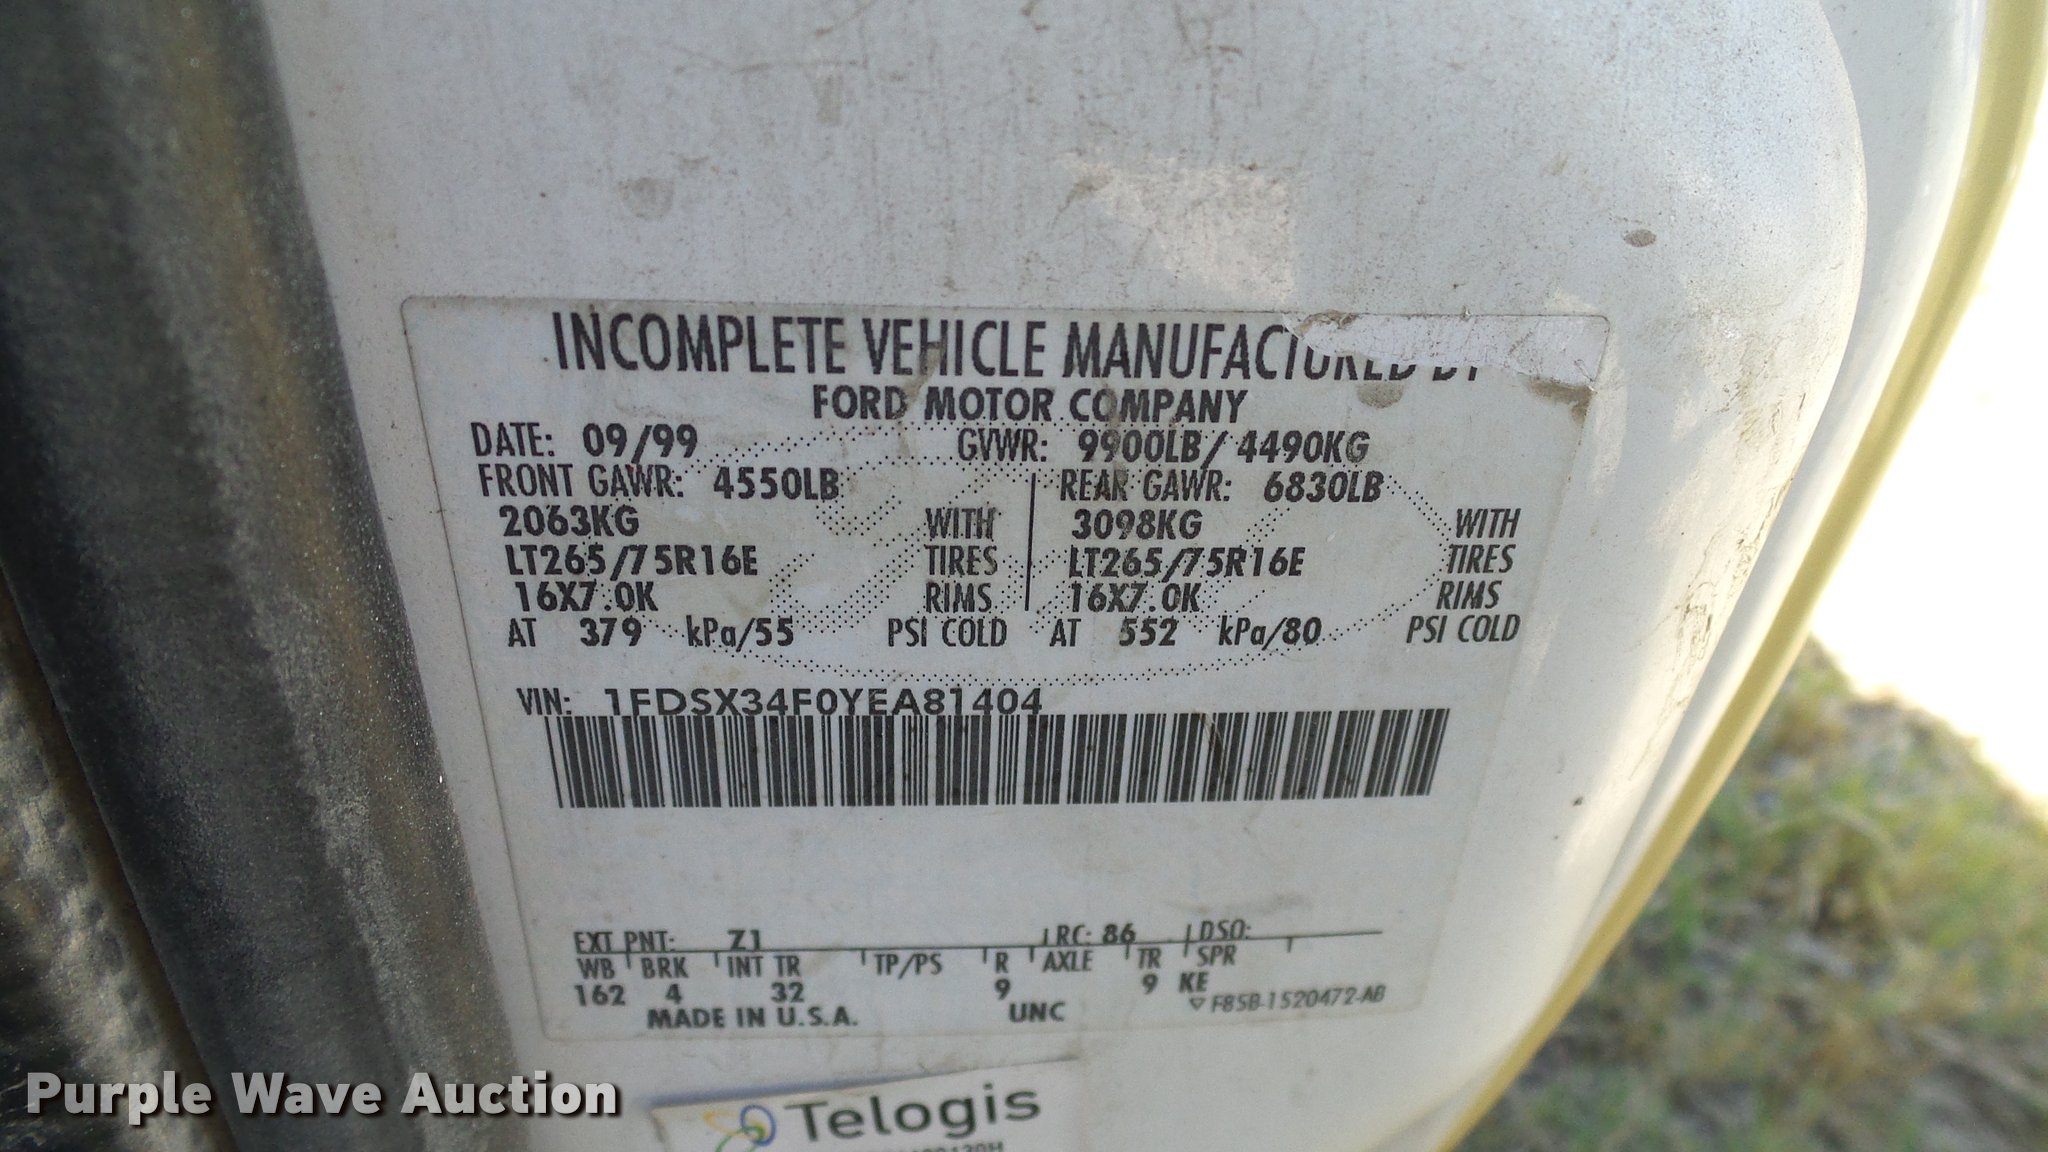 INCOMPLETE VEHICLE MANUFACTURED BY
FORD MOTOR COMPANY
DATE: 09/99 GVWR: 9900LB/ 4490KG
FRONT GAWR: 4550LB REAR GAWR: 6830LB
2063KG WITH 3098KG WITH
LT265/75R16E TIRES LT265/75R16E TIRES
16X7.0K RIMS 16X7.0K RIMS
AT 379 kPa/55 PSI COLD AT 552 kPa/80 PSI COLD
VIN: 1FDSX34F0YEA81404
EXT PNT: Z1 RC: 86 DSO:
WB BRK INT TR TP/PS R AXLE TR SPR
162 4 32 9 9 KE
MADE IN U.S.A. UNC F85B-1520472-AB
Telogis
Purple Wave Auction